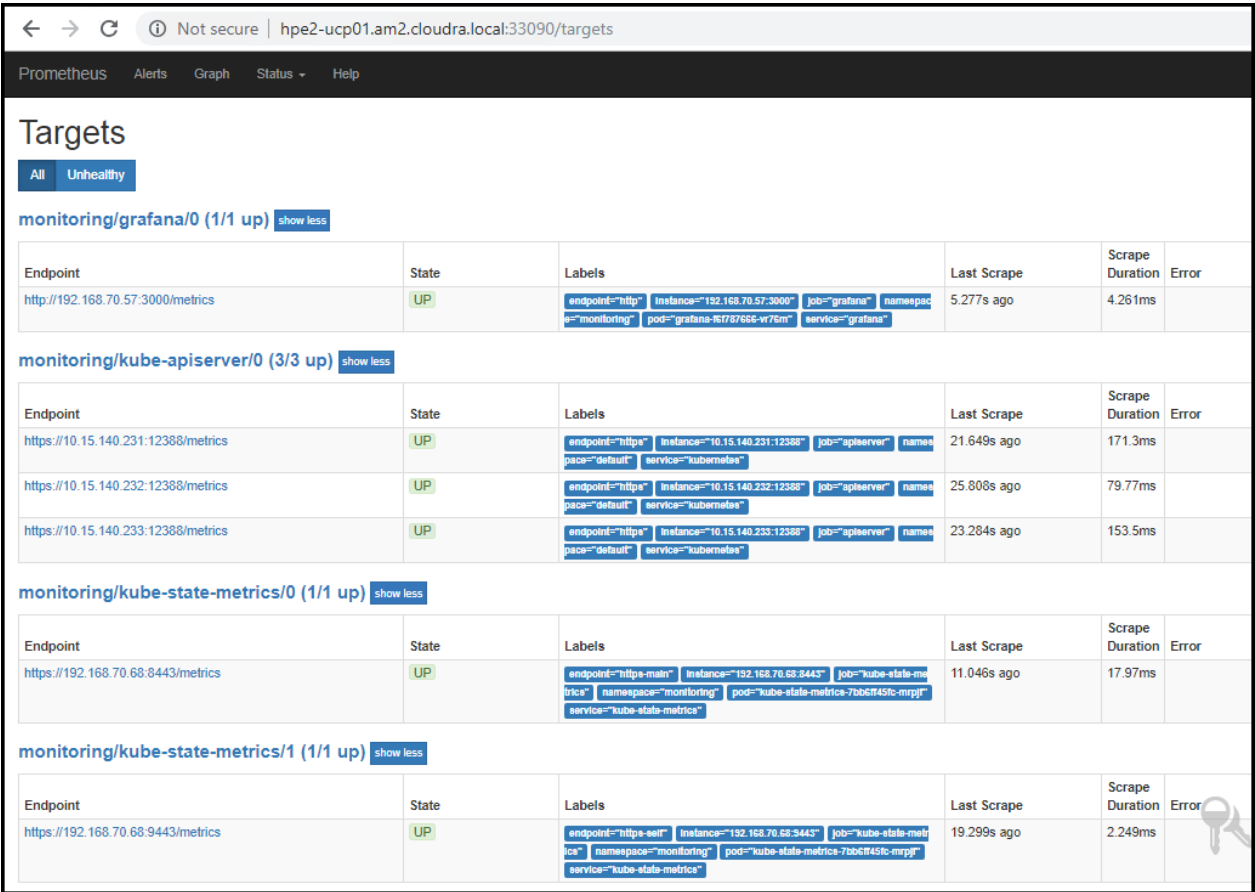 Not secure | hpe2-ucp01.am2.cloudra.local:33090/targets
Prometheus Alerts Graph Status Help
Targets
All Unhealthy
monitoring/grafana/0 (1/1 up) show less
Endpoint State Labels Last Scrape Scrape Duration Error
http://192.168.70.57:3000/metrics UP endpoint="http" instance="192.168.70.57:3000" job="grafana" namespac 5.277s ago 4.261ms
e="monitoring" pod="grafana-f6f787666-vr76m" service="grafana"
monitoring/kube-apiserver/0 (3/3 up) show less
Endpoint State Labels Last Scrape Scrape Duration Error
https://10.15.140.231:12388/metrics UP endpoint="https" instance="10.15.140.231:12388" job="apiserver" names 21.649s ago 171.3ms
pace="default" service="kubernetes"
https://10.15.140.232:12388/metrics UP endpoint="https" instance="10.15.140.232:12388" job="apiserver" names 25.808s ago 79.77ms
pace="default" service="kubernetes"
https://10.15.140.233:12388/metrics UP endpoint="https" instance="10.15.140.233:12388" job="apiserver" names 23.284s ago 153.5ms
pace="default" service="kubernetes"
monitoring/kube-state-metrics/0 (1/1 up) show less
Endpoint State Labels Last Scrape Scrape Duration Error
https://192.168.70.68:8443/metrics UP endpoint="https-main" instance="192.168.70.68:8443" job="kube-state-me 11.046s ago 17.97ms
trics" namespace="monitoring" pod="kube-state-metrics-7bb6ff45fc-mrpjf"
service="kube-state-metrics"
monitoring/kube-state-metrics/1 (1/1 up) show less
Endpoint State Labels Last Scrape Scrape Duration Error
https://192.168.70.68:9443/metrics UP endpoint="https-self" instance="192.168.70.68:9443" job="kube-state-metr 19.299s ago 2.249ms
ics" namespace="monitoring" pod="kube-state-metrics-7bb6ff45fc-mrpjf"
service="kube-state-metrics"